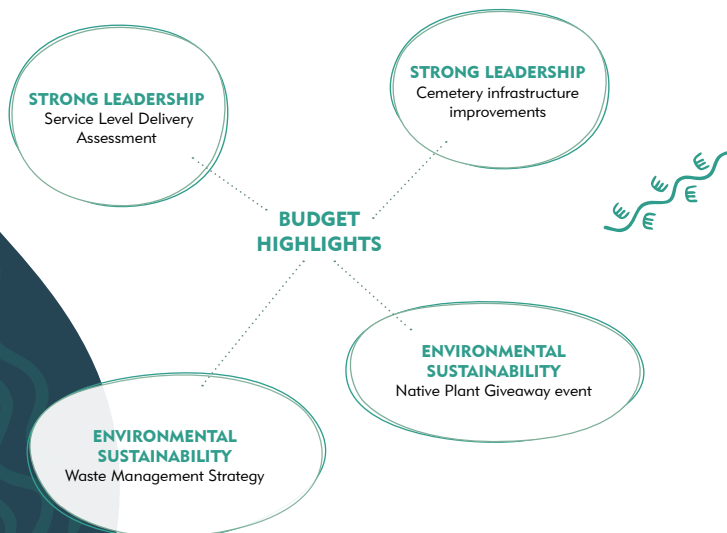 STRONG LEADERSHIP
Service Level Delivery
Assessment
STRONG LEADERSHIP
Cemetery infrastructure
improvements
BUDGET
HIGHLIGHTS
ENVIRONMENTAL
SUSTAINABILITY
Native Plant Giveaway event
ENVIRONMENTAL
SUSTAINABILITY
Waste Management Strategy